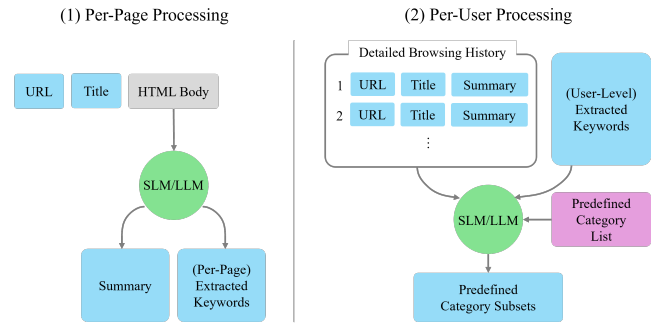 (1) Per-Page Processing
URL
Title
HTML Body
SLM/LLM
Summary
(Per-Page)
Extracted
Keywords
(2) Per-User Processing
Detailed Browsing History
1 URL Title Summary
2 URL Title Summary
⋮
(User-Level)
Extracted
Keywords
SLM/LLM
Predefined
Category
List
Predefined
Category Subsets